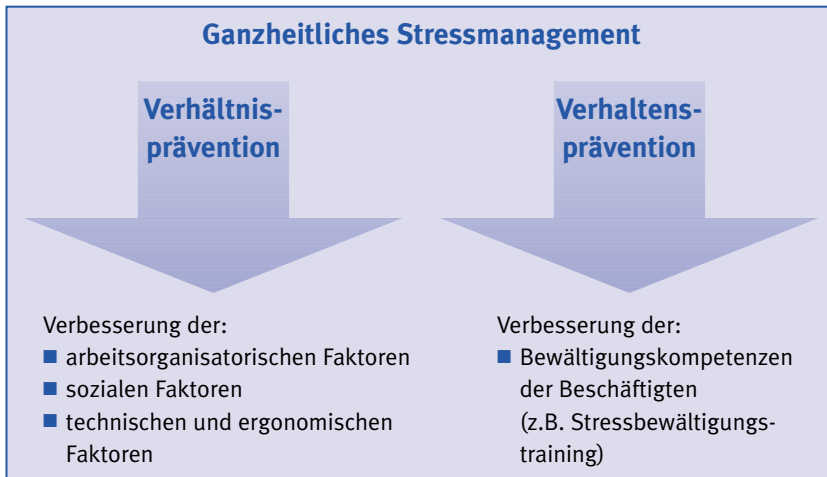 Ganzheitliches Stressmanagement
Verhältnis-
prävention
Verbesserung der:
■ arbeitsorganisatorischen Faktoren
■ sozialen Faktoren
■ technischen und ergonomischen
Faktoren
Verhaltens-
prävention
Verbesserung der:
■ Bewältigungskompetenzen
der Beschäftigten
(z.B. Stressbewältigungs-
training)